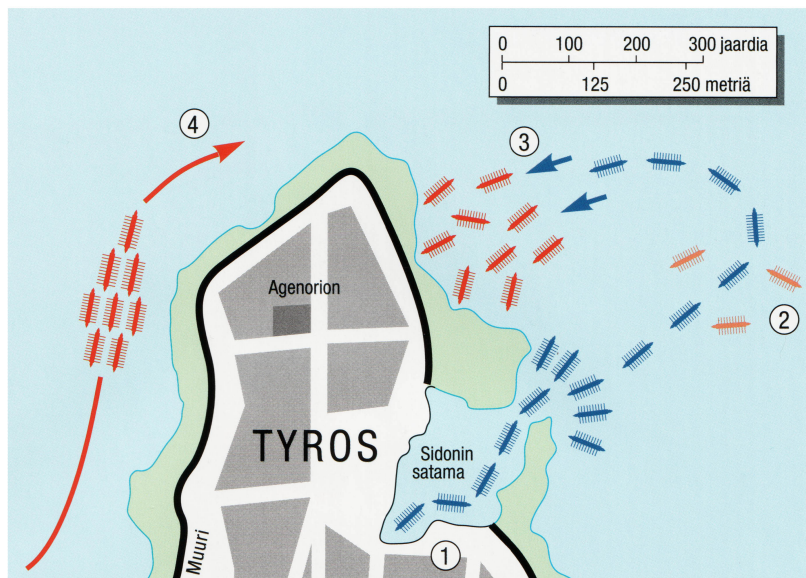 0 100 200 300 jaardia
0 125 250 metriä
4
3
2
Agenorion
TYROS
Sidonin
satama
Muuri
1